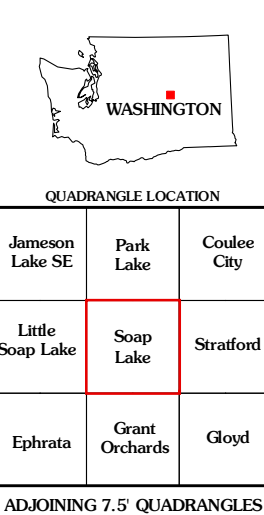 WASHINGTON
QUADRANGLE LOCATION
Jameson
Lake SE
Park
Lake
Coulee
City
Little
Soap Lake
Soap
Lake
Stratford
Ephrata
Grant
Orchards
Gloyd
ADJOINING 7.5' QUADRANGLES